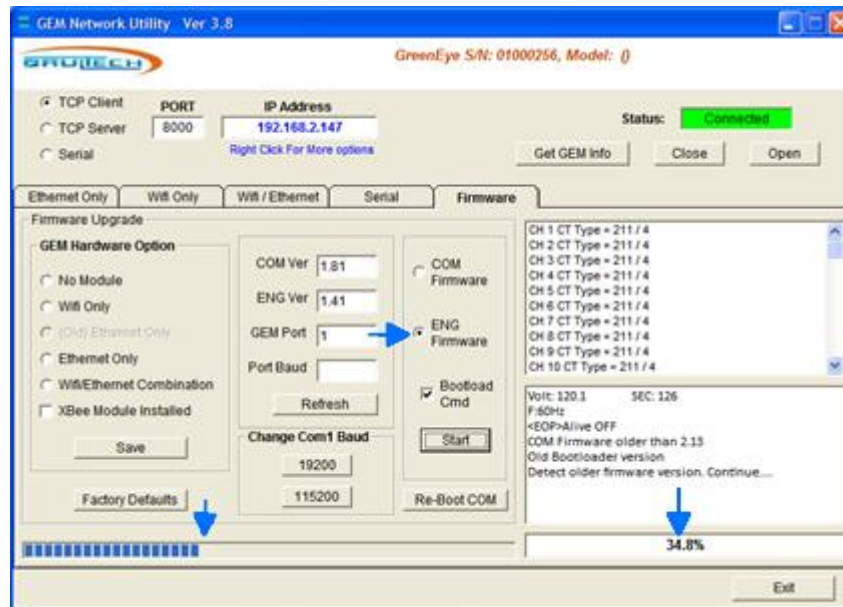 GEM Network Utility Ver 3.8
BRULTECH
GreenEye S/N: 01000256, Model: ()
TCP Client
TCP Server
Serial
PORT
8000
IP Address
192.168.2.147
Right Click For More options
Status:
Connected
Get GEM Info
Close
Open
Ethernet Only
Wifi Only
Wifi / Ethernet
Serial
Firmware
Firmware Upgrade
GEM Hardware Option
No Module
Wifi Only
(Old) Ethernet Only
Ethernet Only
Wifi/Ethernet Combination
XBee Module Installed
Save
Factory Defaults
COM Ver 1.81
ENG Ver 1.41
GEM Port 1
Port Baud
Refresh
Change Com1 Baud
19200
115200
COM
Firmware
ENG
Firmware
Bootload
Cmd
Start
Re-Boot COM
CH 1 CT Type = 211 / 4
CH 2 CT Type = 211 / 4
CH 3 CT Type = 211 / 4
CH 4 CT Type = 211 / 4
CH 5 CT Type = 211 / 4
CH 6 CT Type = 211 / 4
CH 7 CT Type = 211 / 4
CH 8 CT Type = 211 / 4
CH 9 CT Type = 211 / 4
CH 10 CT Type = 211 / 4
Volt: 120.1 SEC: 126
F:60Hz
<EOP>Alive OFF
COM Firmware older than 2.13
Old Bootloader version
Detect older firmware version. Continue....
34.8%
Exit